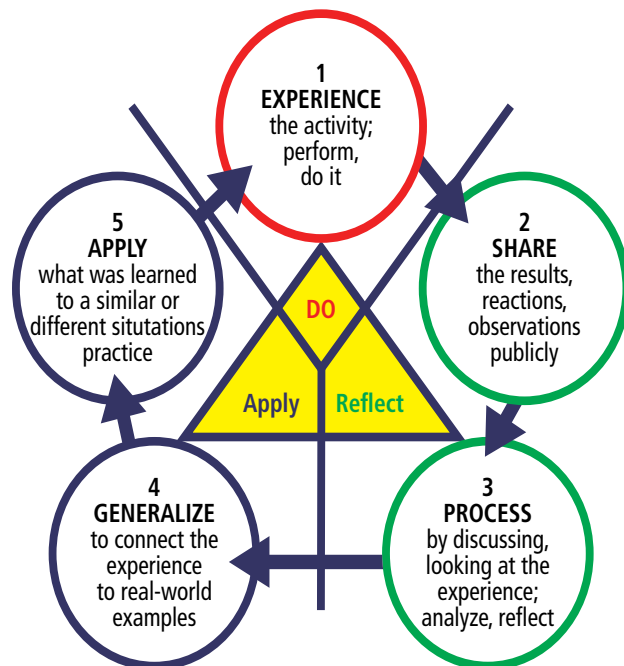 1
EXPERIENCE
the activity;
perform,
do it
2
SHARE
the results,
reactions,
observations
publicly
3
PROCESS
by discussing,
looking at the
experience;
analyze, reflect
4
GENERALIZE
to connect the
experience
to real-world
examples
5
APPLY
what was learned
to a similar or
different situtations
practice
DO
Apply
Reflect